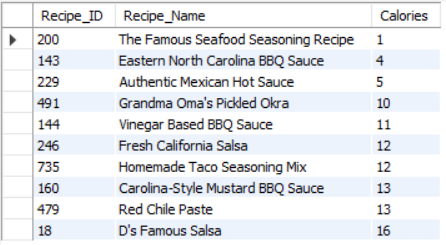 Recipe_ID Recipe_Name Calories
200 The Famous Seafood Seasoning Recipe 1
143 Eastern North Carolina BBQ Sauce 4
229 Authentic Mexican Hot Sauce 5
491 Grandma Oma's Pickled Okra 10
144 Vinegar Based BBQ Sauce 11
246 Fresh California Salsa 12
735 Homemade Taco Seasoning Mix 12
160 Carolina-Style Mustard BBQ Sauce 13
479 Red Chile Paste 13
18 D's Famous Salsa 16